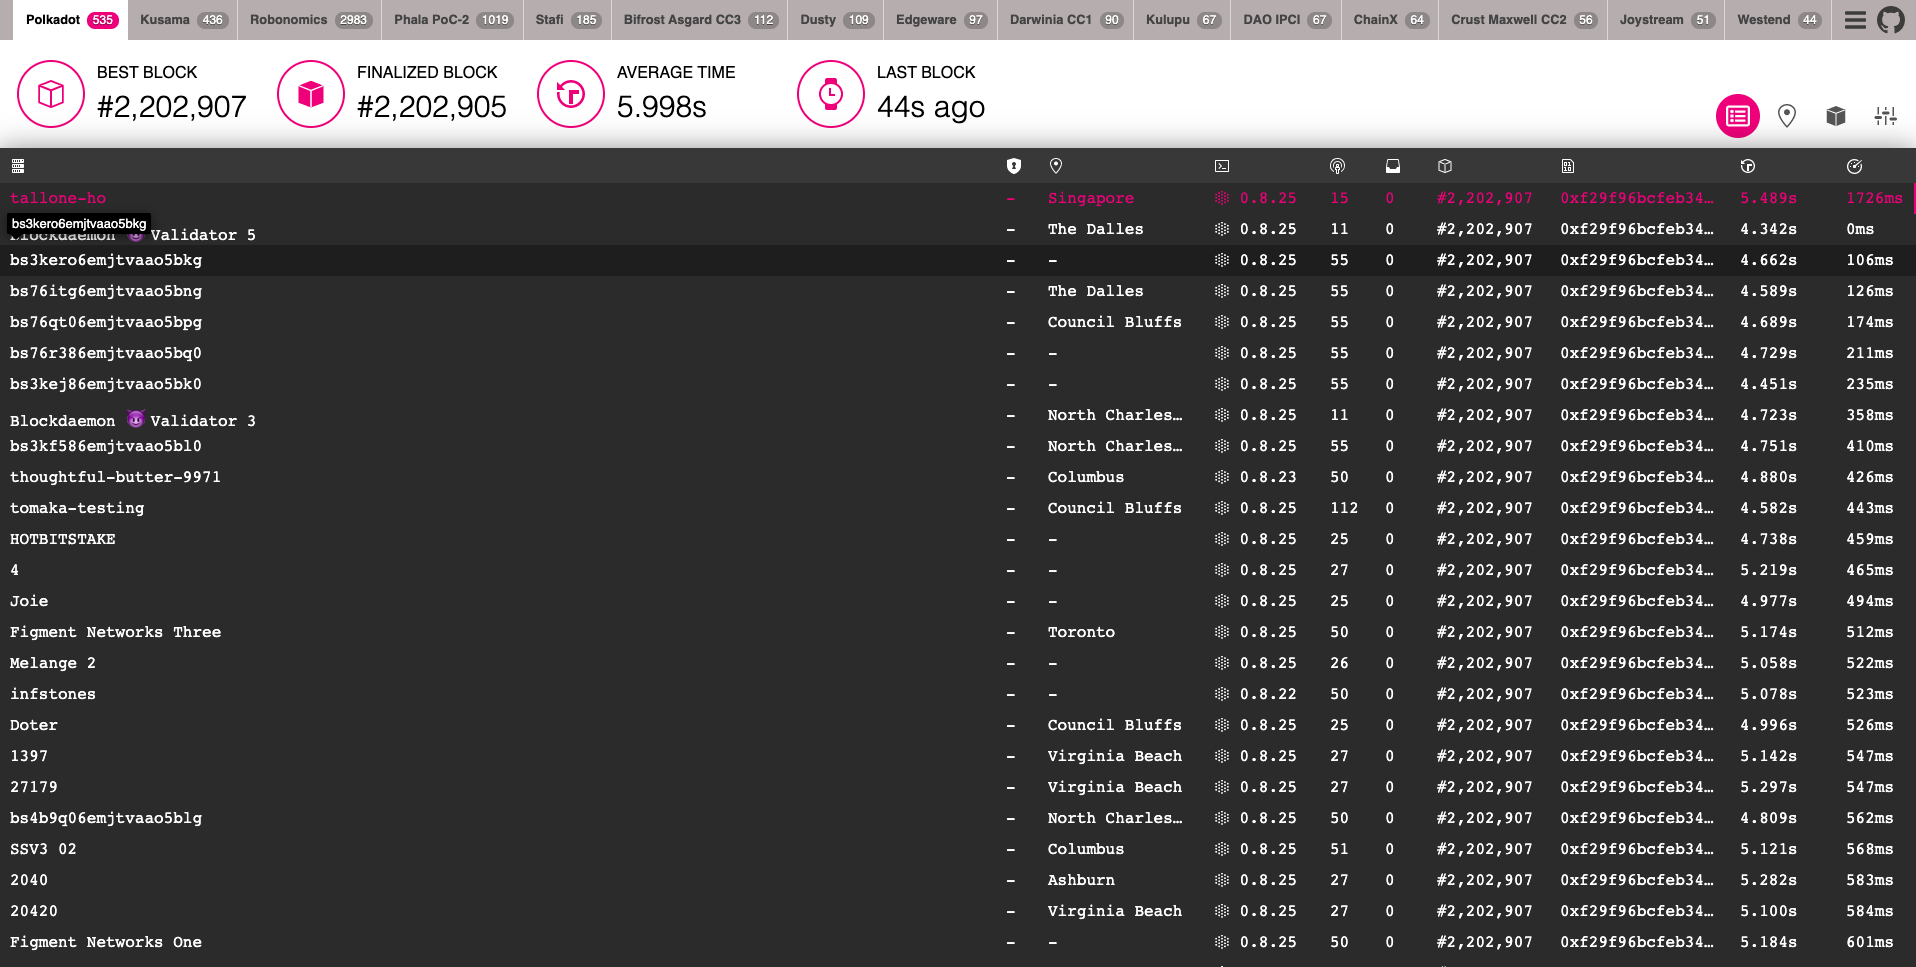 Polkadot 535 Kusama 436 Robonomics 2983 Phala PoC-2 1019 Stafi 185 Bifrost Asgard CC3 112 Dusty 109 Edgeware 97 Darwinia CC1 90 Kulupu 67 DAO IPCI 67 ChainX 64 Crust Maxwell CC2 56 Joystream 51 Westend 44
BEST BLOCK
#2,202,907
FINALIZED BLOCK
#2,202,905
AVERAGE TIME
5.998s
LAST BLOCK
44s ago
tallone-ho – Singapore 0.8.25 15 0 #2,202,907 0xf29f96bcfeb34… 5.489s 1726ms
bs3kero6emjtvaao5bkg
Blockdaemon 😈 Validator 5 – The Dalles 0.8.25 11 0 #2,202,907 0xf29f96bcfeb34… 4.342s 0ms
bs3kero6emjtvaao5bkg – – 0.8.25 55 0 #2,202,907 0xf29f96bcfeb34… 4.662s 106ms
bs76itg6emjtvaao5bng – The Dalles 0.8.25 55 0 #2,202,907 0xf29f96bcfeb34… 4.589s 126ms
bs76qt06emjtvaao5bpg – Council Bluffs 0.8.25 55 0 #2,202,907 0xf29f96bcfeb34… 4.689s 174ms
bs76r386emjtvaao5bq0 – – 0.8.25 55 0 #2,202,907 0xf29f96bcfeb34… 4.729s 211ms
bs3kej86emjtvaao5bk0 – – 0.8.25 55 0 #2,202,907 0xf29f96bcfeb34… 4.451s 235ms
Blockdaemon 😈 Validator 3 – North Charles… 0.8.25 11 0 #2,202,907 0xf29f96bcfeb34… 4.723s 358ms
bs3kf586emjtvaao5bl0 – North Charles… 0.8.25 55 0 #2,202,907 0xf29f96bcfeb34… 4.751s 410ms
thoughtful-butter-9971 – Columbus 0.8.23 50 0 #2,202,907 0xf29f96bcfeb34… 4.880s 426ms
tomaka-testing – Council Bluffs 0.8.25 112 0 #2,202,907 0xf29f96bcfeb34… 4.582s 443ms
HOTBITSTAKE – – 0.8.25 25 0 #2,202,907 0xf29f96bcfeb34… 4.738s 459ms
4 – – 0.8.25 27 0 #2,202,907 0xf29f96bcfeb34… 5.219s 465ms
Joie – – 0.8.25 25 0 #2,202,907 0xf29f96bcfeb34… 4.977s 494ms
Figment Networks Three – Toronto 0.8.25 50 0 #2,202,907 0xf29f96bcfeb34… 5.174s 512ms
Melange 2 – – 0.8.25 26 0 #2,202,907 0xf29f96bcfeb34… 5.058s 522ms
infstones – – 0.8.22 50 0 #2,202,907 0xf29f96bcfeb34… 5.078s 523ms
Doter – Council Bluffs 0.8.25 25 0 #2,202,907 0xf29f96bcfeb34… 4.996s 526ms
1397 – Virginia Beach 0.8.25 27 0 #2,202,907 0xf29f96bcfeb34… 5.142s 547ms
27179 – Virginia Beach 0.8.25 27 0 #2,202,907 0xf29f96bcfeb34… 5.297s 547ms
bs4b9q06emjtvaao5blg – North Charles… 0.8.25 50 0 #2,202,907 0xf29f96bcfeb34… 4.809s 562ms
SSV3 02 – Columbus 0.8.25 51 0 #2,202,907 0xf29f96bcfeb34… 5.121s 568ms
2040 – Ashburn 0.8.25 27 0 #2,202,907 0xf29f96bcfeb34… 5.282s 583ms
20420 – Virginia Beach 0.8.25 27 0 #2,202,907 0xf29f96bcfeb34… 5.100s 584ms
Figment Networks One – – 0.8.25 50 0 #2,202,907 0xf29f96bcfeb34… 5.184s 601ms